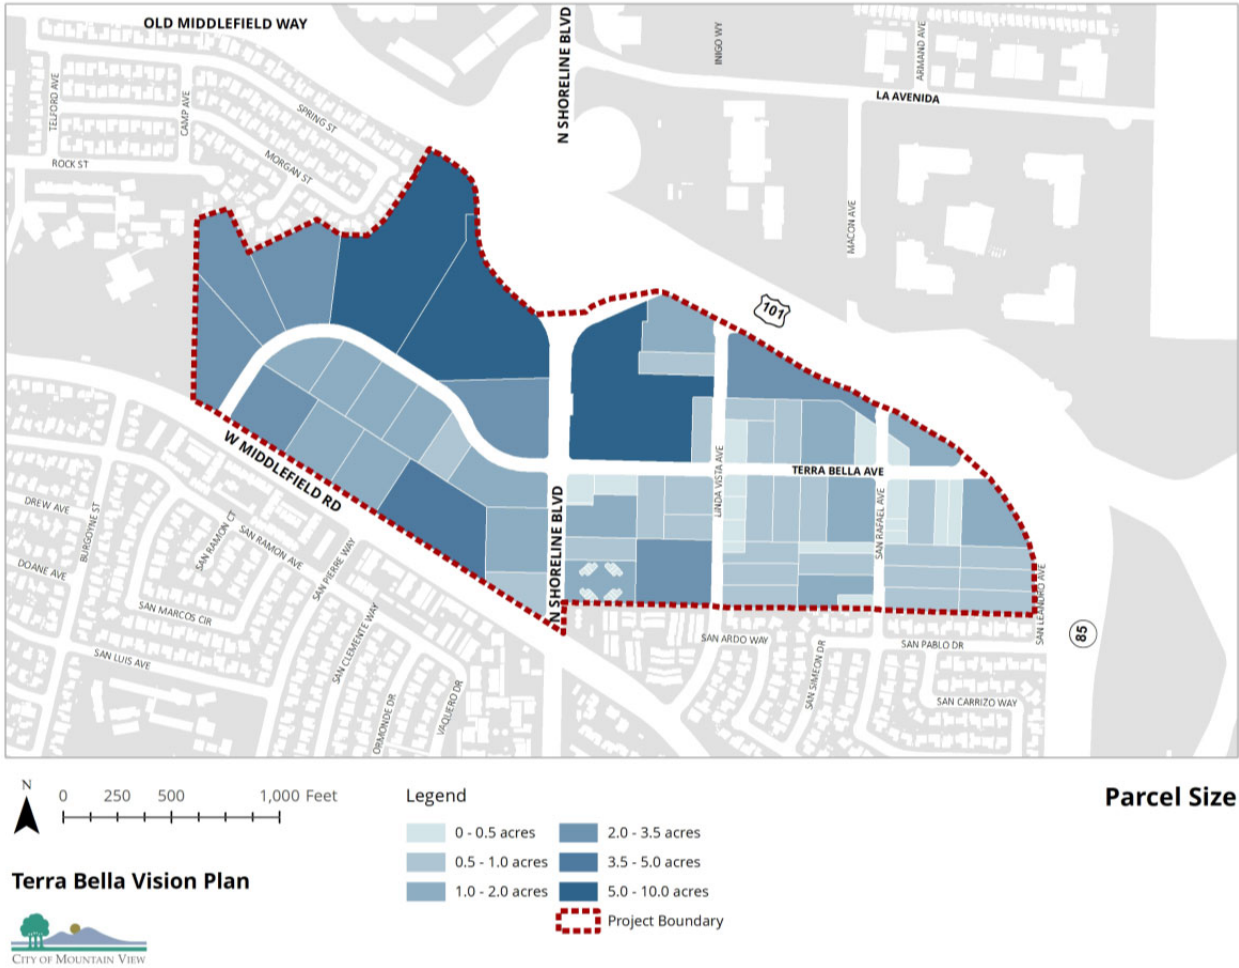 OLD MIDDLEFIELD WAY
N SHORELINE BLVD
INIGO WY
ARMAND AVE
LA AVENIDA
TELFORD AVE
CAMP AVE
SPRING ST
MORGAN ST
ROCK ST
MACON AVE
101
W MIDDLEFIELD RD
LINDA VISTA AVE
TERRA BELLA AVE
SAN RAFAEL AVE
N SHORELINE BLVD
DREW AVE
BURGOYNE ST
SAN RAMON CT
SAN RAMON AVE
DOANE AVE
SAN PIERRE WAY
SAN MARCOS CIR
SAN CLEMENTE WAY
SAN LUIS AVE
ORMONDE DR
VAQUERO DR
SAN ARDO WAY
SAN SIMEON DR
SAN PABLO DR
SAN LEANDRO AVE
85
SAN CARRIZO WAY
N
0 250 500 1,000 Feet
Legend
Parcel Size
0 - 0.5 acres
2.0 - 3.5 acres
0.5 - 1.0 acres
3.5 - 5.0 acres
1.0 - 2.0 acres
5.0 - 10.0 acres
Project Boundary
Terra Bella Vision Plan
CITY OF MOUNTAIN VIEW